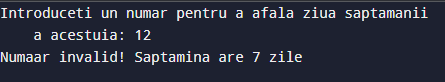 Introduceti un numar pentru a afala ziua saptamanii
a acestuia: 12
Numaar invalid! Saptamina are 7 zile